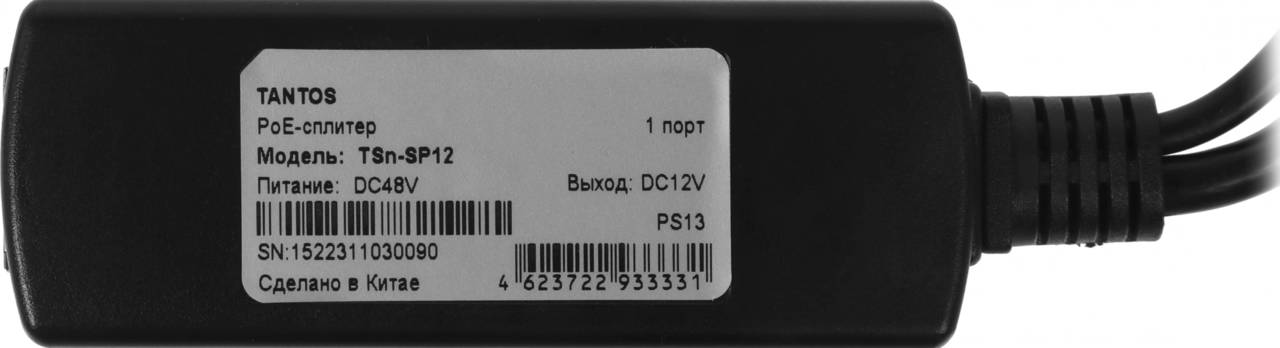 TANTOS
PoE-сплитер 1 порт
Модель: TSn-SP12
Питание: DC48V Выход: DC12V
PS13
SN:1522311030090
Сделано в Китае 4 623722 933331